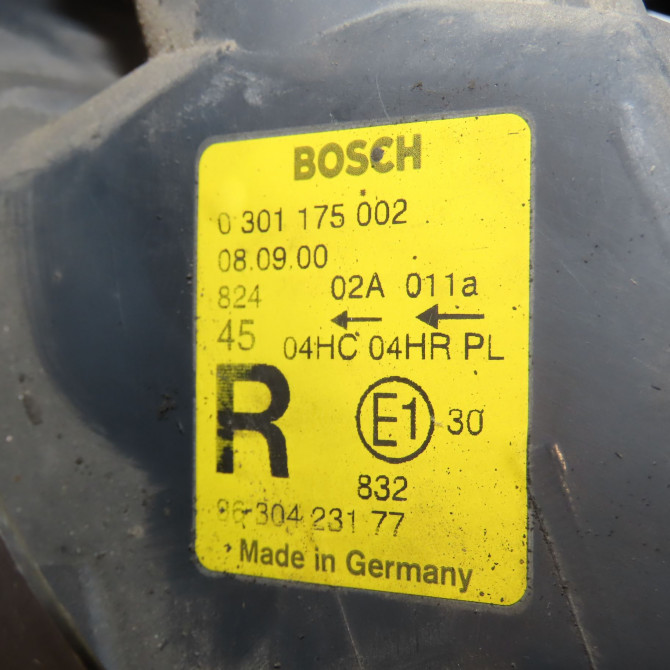 BOSCH
0 301 175 002
08.09.00
824 02A 011a
45 ← ←
04HC 04HR PL
R E1 30
832
96 304 231 77
Made in Germany